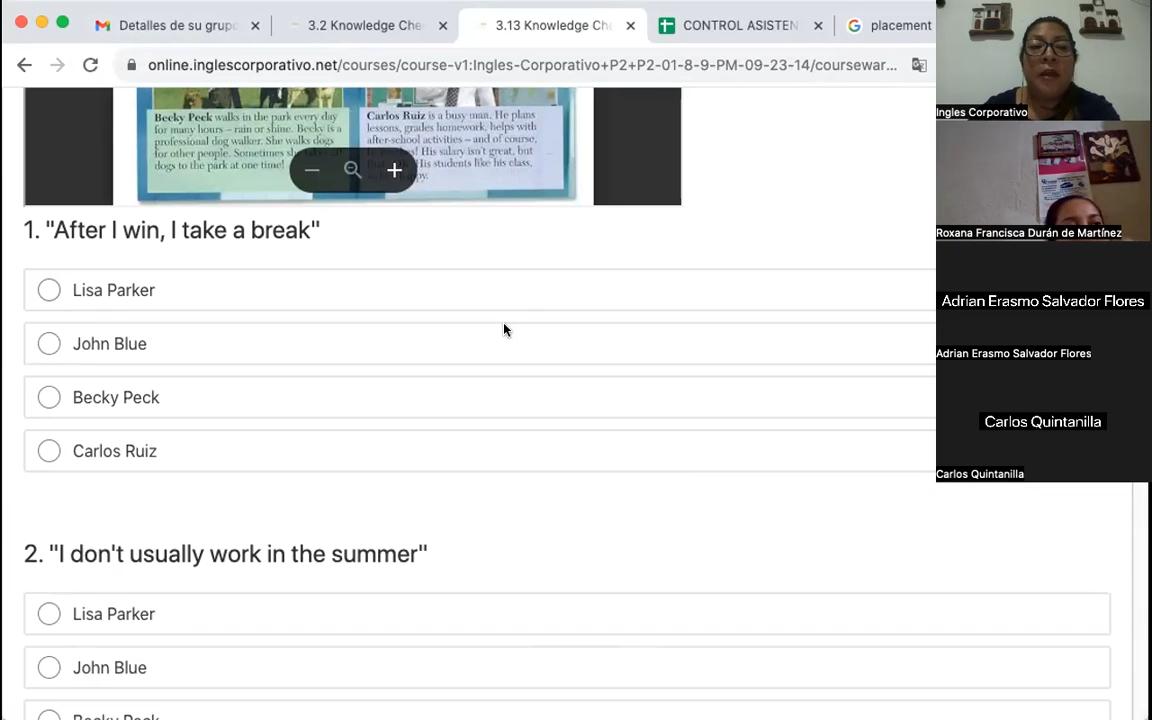 Detalles de su grupo
3.2 Knowledge Che
3.13 Knowledge Ch
CONTROL ASISTEN
placement
online.inglescorporativo.net/courses/course-v1:Ingles-Corporativo+P2+P2-01-8-9-PM-09-23-14/coursewar...
Becky Peck walks in the park every day
for many hours – rain or shine. Becky is a
professional dog walker. She walks dogs
for other people. Sometimes
dogs to the park at one time!
Carlos Ruiz is a busy man. He plans
lessons, grades homework, helps with
after-school activities – and of course,
His salary isn't great, but
His students like his class,
1. "After I win, I take a break"
Lisa Parker
John Blue
Becky Peck
Carlos Ruiz
2. "I don't usually work in the summer"
Lisa Parker
John Blue
Becky Peck
Ingles Corporativo
Roxana Francisca Durán de Martínez
Adrian Erasmo Salvador Flores
Adrian Erasmo Salvador Flores
Carlos Quintanilla
Carlos Quintanilla